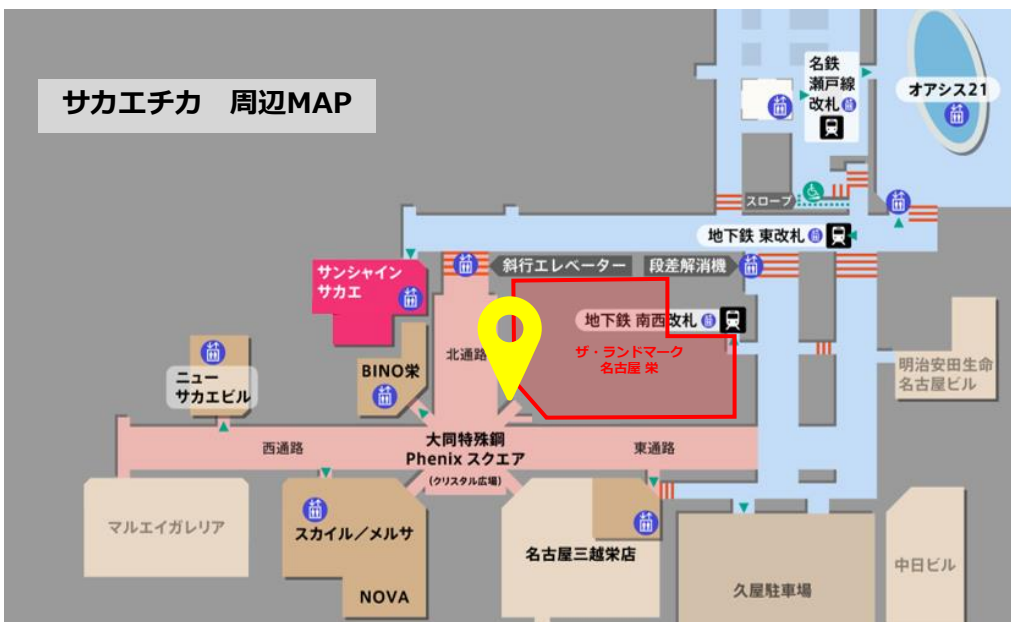 サカエチカ　周辺MAP
名鉄
瀬戸線
改札
オアシス21
スロープ
地下鉄 東改札
サンシャイン
サカエ
斜行エレベーター
段差解消機
地下鉄 南西改札
北通路
ザ・ランドマーク
名古屋 栄
BINO栄
ニュー
サカエビル
明治安田生命
名古屋ビル
西通路
大同特殊鋼
Phenix スクエア
(クリスタル広場)
東通路
マルエイガレリア
スカイル／メルサ
NOVA
名古屋三越栄店
久屋駐車場
中日ビル